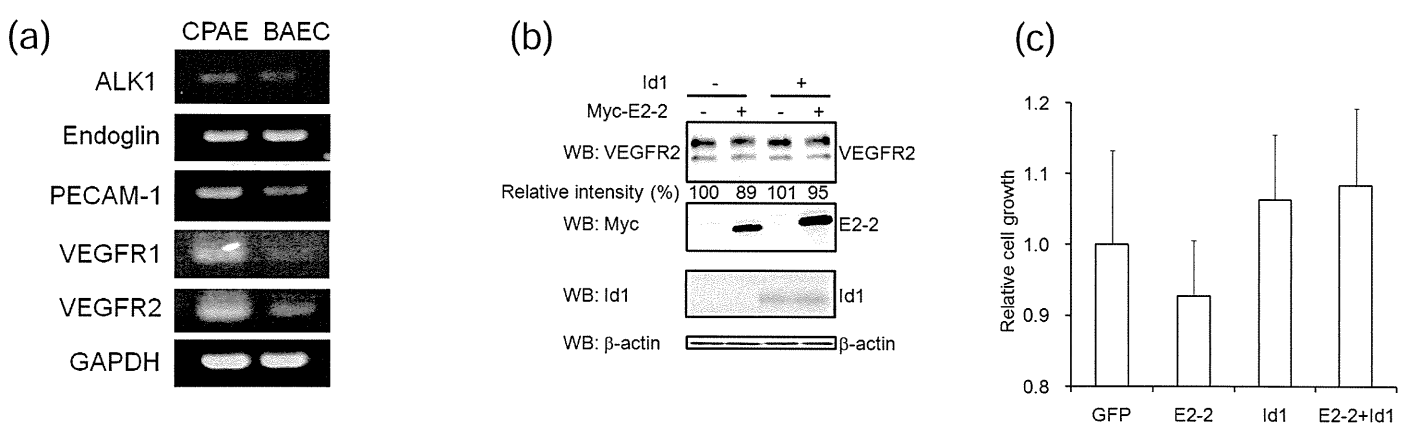 (a)
CPAE BAEC
ALK1
Endoglin
PECAM-1
VEGFR1
VEGFR2
GAPDH
(b)
Id1 - +
Myc-E2-2 - + - +
WB: VEGFR2 VEGFR2
Relative intensity (%) 100 89 101 95
WB: Myc E2-2
WB: Id1 Id1
WB: β-actin β-actin
(c)
Relative cell growth
1.2
1.1
1.0
0.9
0.8
GFP E2-2 Id1 E2-2+Id1